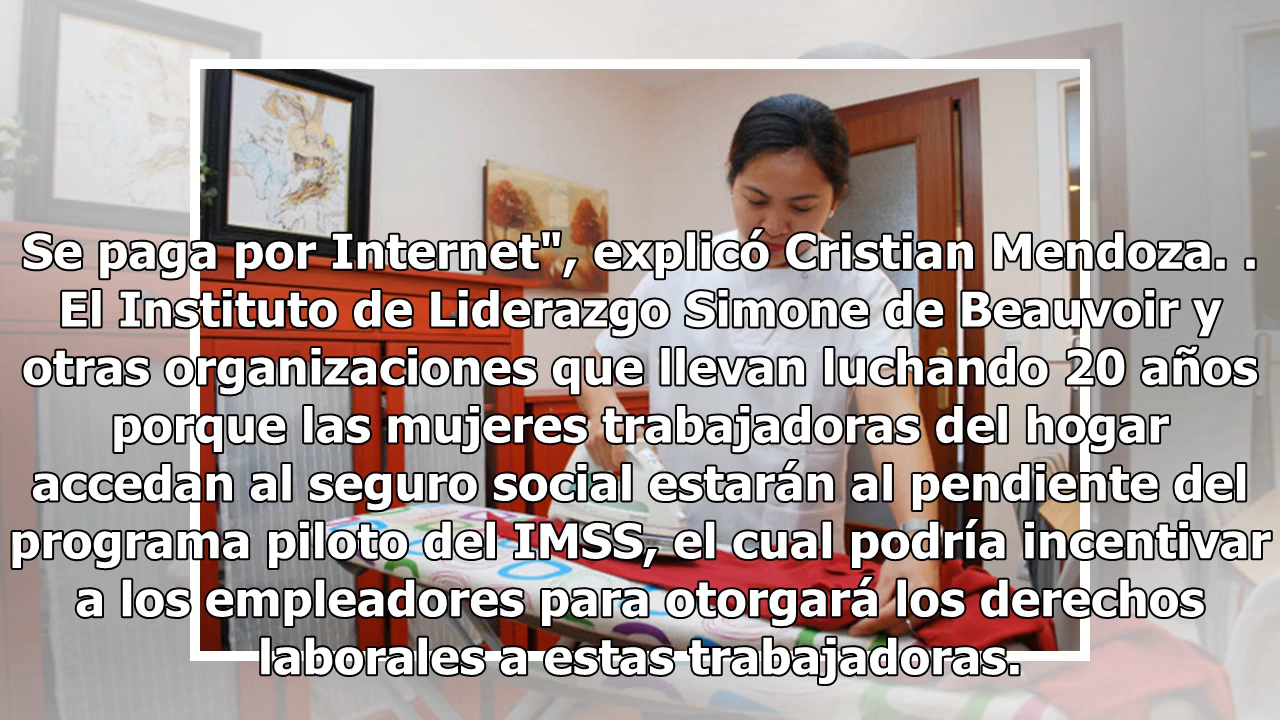 Se paga por Internet", explicó Cristian Mendoza. .
El Instituto de Liderazgo Simone de Beauvoir y
otras organizaciones que llevan luchando 20 años
porque las mujeres trabajadoras del hogar
accedan al seguro social estarán al pendiente del
programa piloto del IMSS, el cual podría incentivar
a los empleadores para otorgará los derechos
laborales a estas trabajadoras.